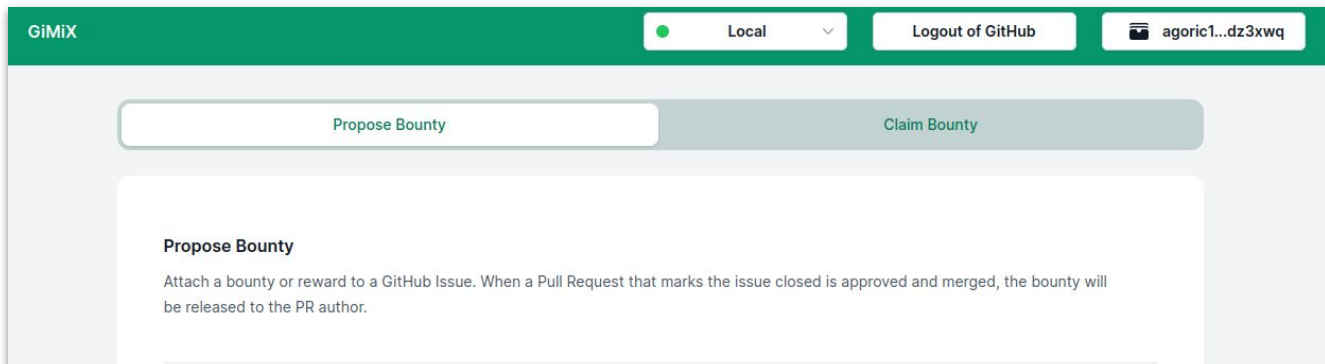 GiMiX
Local
Logout of GitHub
agoric1...dz3xwq
Propose Bounty
Claim Bounty
Propose Bounty
Attach a bounty or reward to a GitHub Issue. When a Pull Request that marks the issue closed is approved and merged, the bounty will
be released to the PR author.